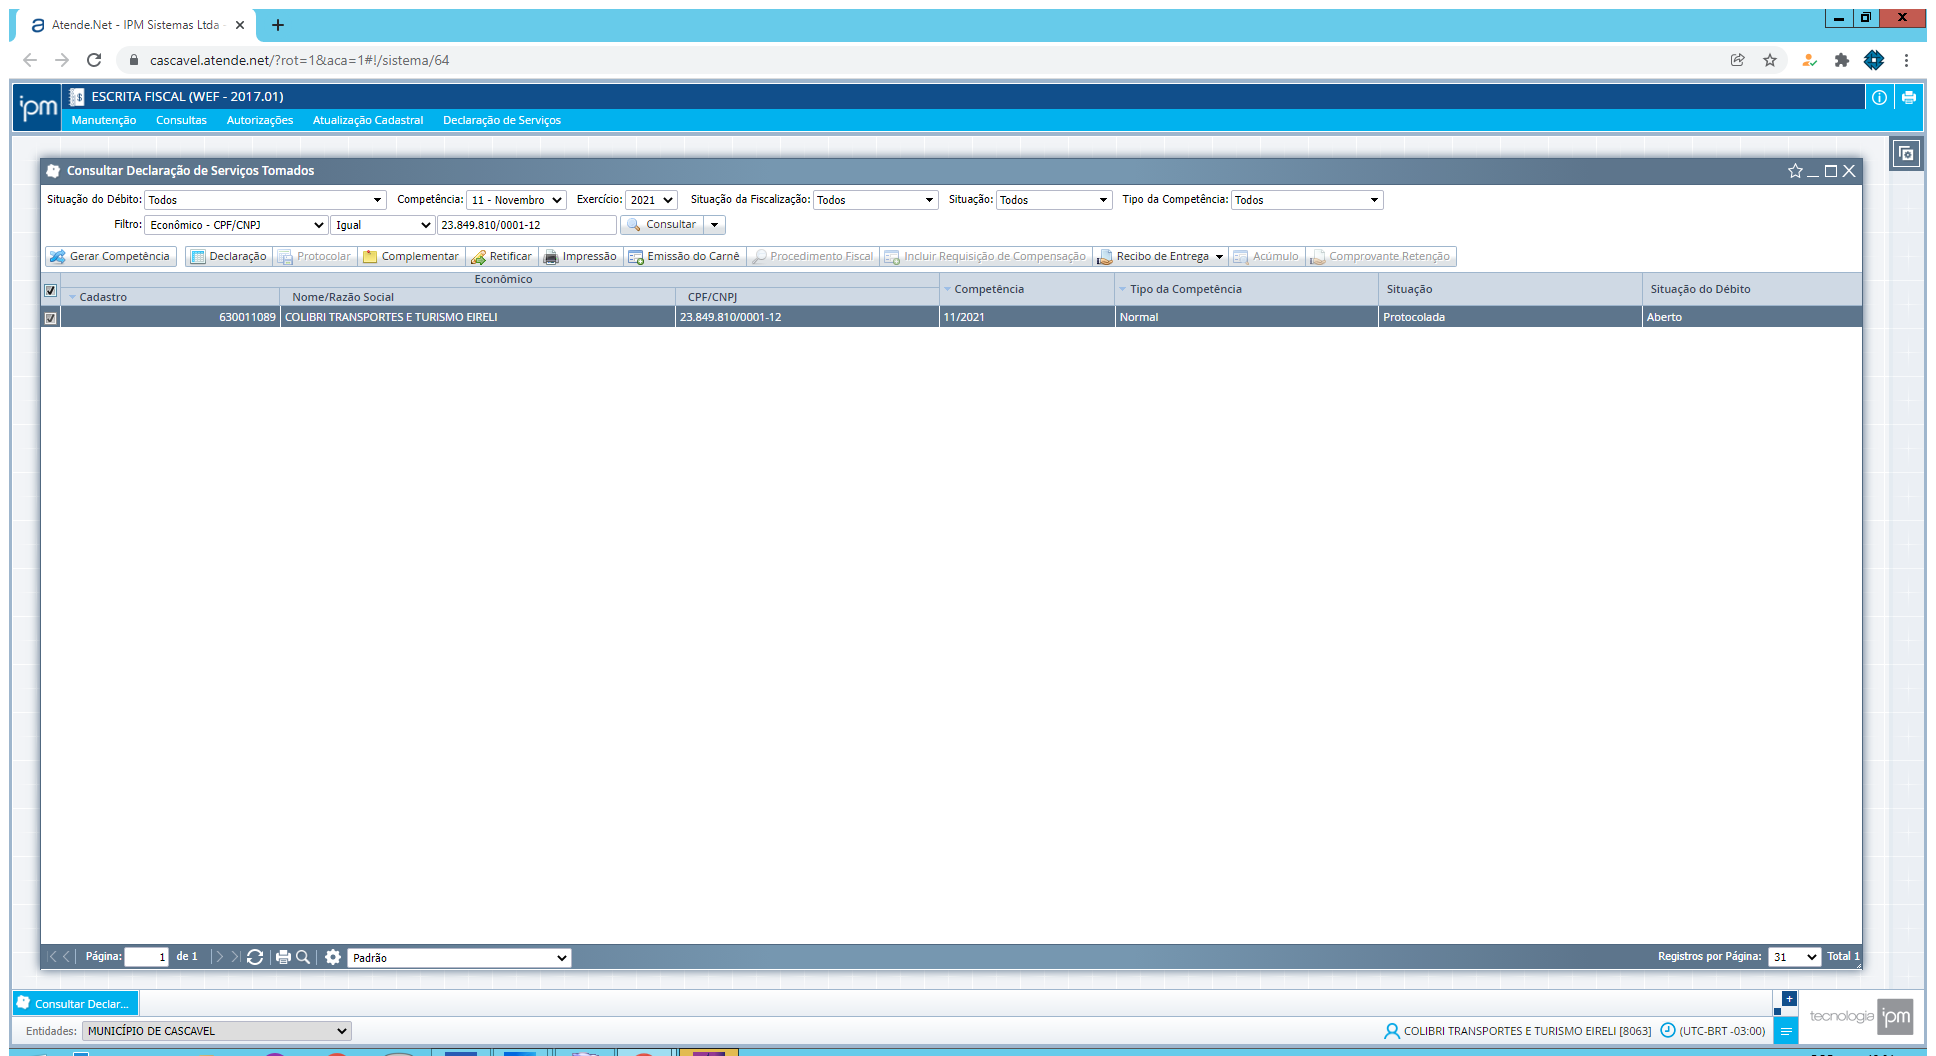 Atende.Net - IPM Sistemas Ltda
cascavel.atende.net/?rot=1&aca=1#!/sistema/64
ipm
ESCRITA FISCAL (WEF - 2017.01)
Manutenção Consultas Autorizações Atualização Cadastral Declaração de Serviços
Consultar Declaração de Serviços Tomados
Situação do Débito: Todos Competência: 11 - Novembro Exercício: 2021 Situação da Fiscalização: Todos Situação: Todos Tipo da Competência: Todos
Filtro: Econômico - CPF/CNPJ Igual 23.849.810/0001-12 Consultar
Gerar Competência Declaração Protocolar Complementar Retificar Impressão Emissão do Carnê Procedimento Fiscal Incluir Requisição de Compensação Recibo de Entrega Acúmulo Comprovante Retenção
Econômico
Cadastro Nome/Razão Social CPF/CNPJ Competência Tipo da Competência Situação Situação do Débito
630011089 COLIBRI TRANSPORTES E TURISMO EIRELI 23.849.810/0001-12 11/2021 Normal Protocolada Aberto
Página: 1 de 1 Padrão Registros por Página: 31 Total 1
Consultar Declar...
Entidades: MUNICÍPIO DE CASCAVEL COLIBRI TRANSPORTES E TURISMO EIRELI [8063] (UTC-BRT -03:00)
tecnologia ipm